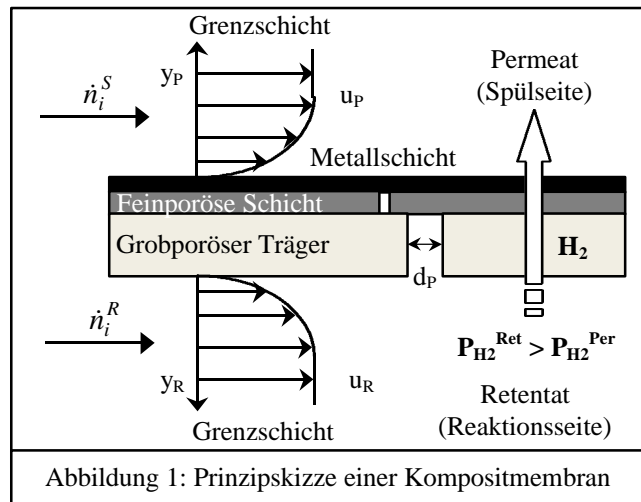 Grenzschicht
Permeat
(Spülseite)
y_P
ṅ_i^S
u_P
Metallschicht
Feinporöse Schicht
Grobporöser Träger
H₂
d_P
ṅ_i^R
P_H2^Ret > P_H2^Per
y_R
u_R
Retentat
(Reaktionsseite)
Grenzschicht
Abbildung 1: Prinzipskizze einer Kompositmembran